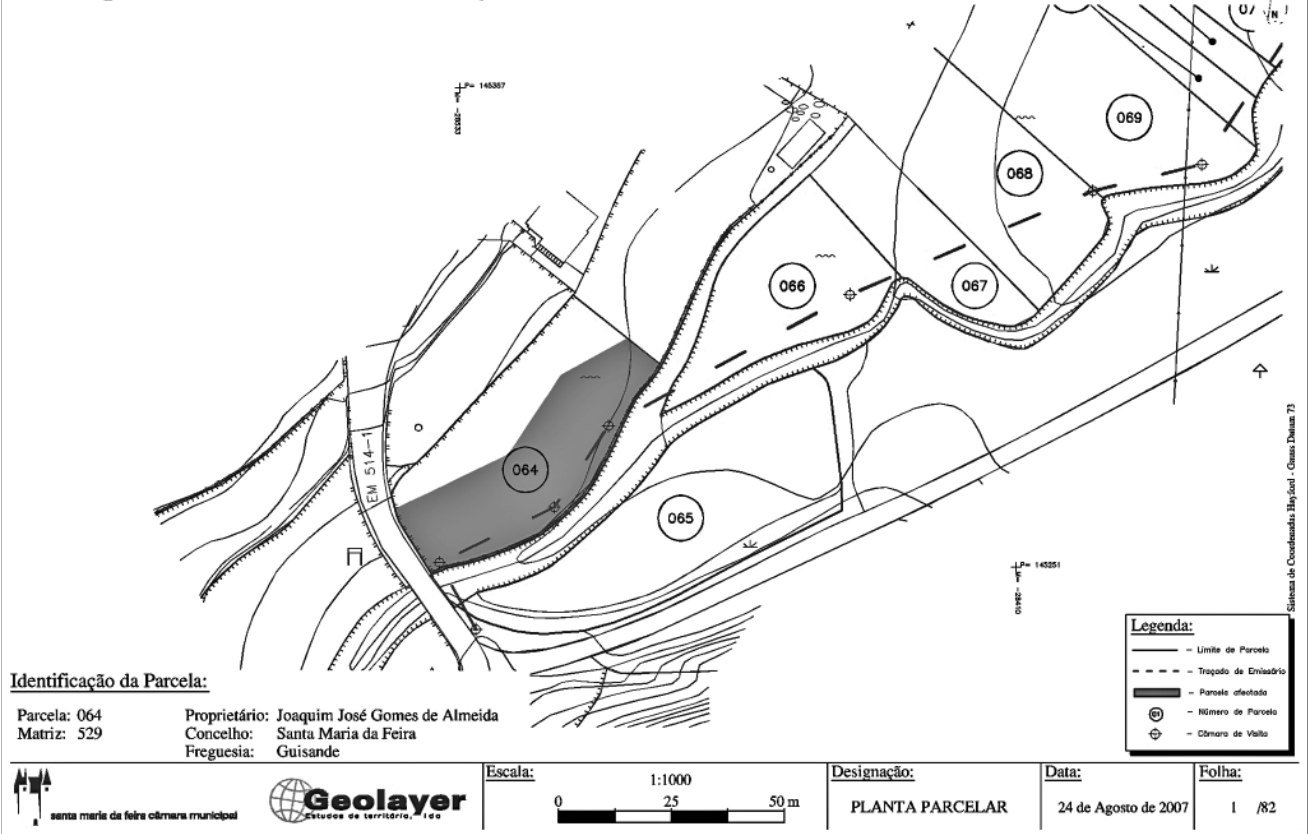 07
N
P= 145367
M= -28533
069
068
066
067
EM 514-1
064
065
P= 145251
M= -28410
Sistema de Coordenadas Hayford - Gauss Datum 73
Legenda:
- Limite de Parcela
- Traçado de Emissário
- Parcela afectada
- Número de Parcela
- Câmara de Visita
Identificação da Parcela:
Parcela: 064 Proprietário: Joaquim José Gomes de Almeida
Matriz: 529 Concelho: Santa Maria da Feira
Freguesia: Guisande
santa maria da feira câmara municipal
Geolayer
Estudos de território, lda
Escala:
1:1000
0 25 50 m
Designação:
PLANTA PARCELAR
Data:
24 de Agosto de 2007
Folha:
1 /82